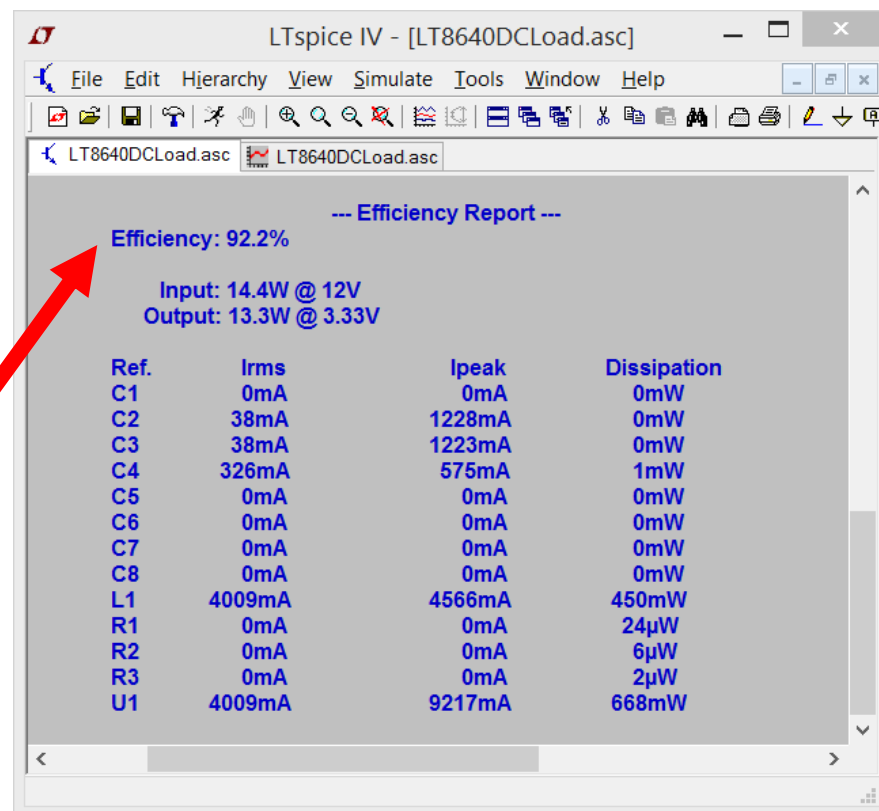 LTspice IV - [LT8640DCLoad.asc]
File Edit Hierarchy View Simulate Tools Window Help
LT8640DCLoad.asc LT8640DCLoad.asc
--- Efficiency Report ---
Efficiency: 92.2%
Input: 14.4W @ 12V
Output: 13.3W @ 3.33V
Ref. Irms Ipeak Dissipation
C1 0mA 0mA 0mW
C2 38mA 1228mA 0mW
C3 38mA 1223mA 0mW
C4 326mA 575mA 1mW
C5 0mA 0mA 0mW
C6 0mA 0mA 0mW
C7 0mA 0mA 0mW
C8 0mA 0mA 0mW
L1 4009mA 4566mA 450mW
R1 0mA 0mA 24µW
R2 0mA 0mA 6µW
R3 0mA 0mA 2µW
U1 4009mA 9217mA 668mW